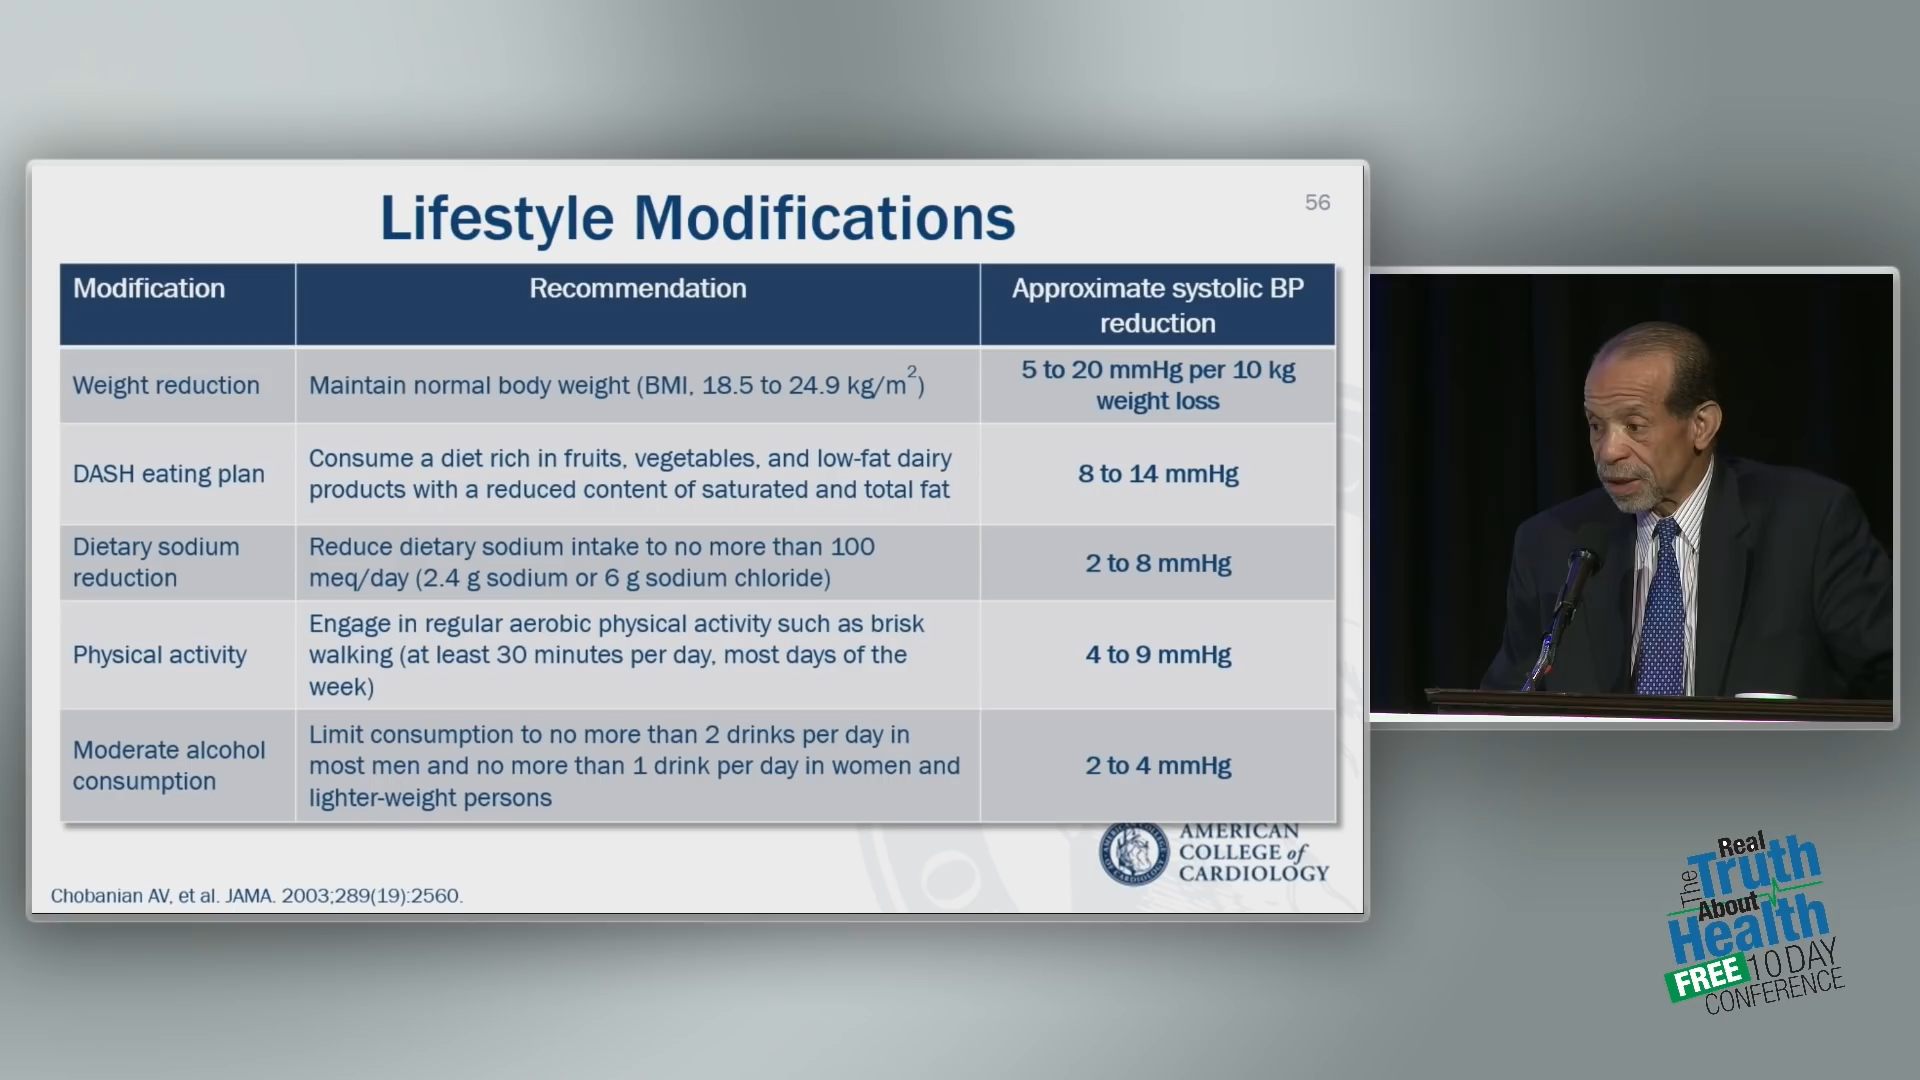 Lifestyle Modifications
56
Modification
Recommendation
Approximate systolic BP
reduction
Weight reduction
Maintain normal body weight (BMI, 18.5 to 24.9 kg/m²)
5 to 20 mmHg per 10 kg
weight loss
DASH eating plan
Consume a diet rich in fruits, vegetables, and low-fat dairy
products with a reduced content of saturated and total fat
8 to 14 mmHg
Dietary sodium
reduction
Reduce dietary sodium intake to no more than 100
meq/day (2.4 g sodium or 6 g sodium chloride)
2 to 8 mmHg
Physical activity
Engage in regular aerobic physical activity such as brisk
walking (at least 30 minutes per day, most days of the
week)
4 to 9 mmHg
Moderate alcohol
consumption
Limit consumption to no more than 2 drinks per day in
most men and no more than 1 drink per day in women and
lighter-weight persons
2 to 4 mmHg
AMERICAN
COLLEGE of
CARDIOLOGY
Chobanian AV, et al. JAMA. 2003;289(19):2560.
The Real
Truth
About
Health
FREE 10 DAY
CONFERENCE